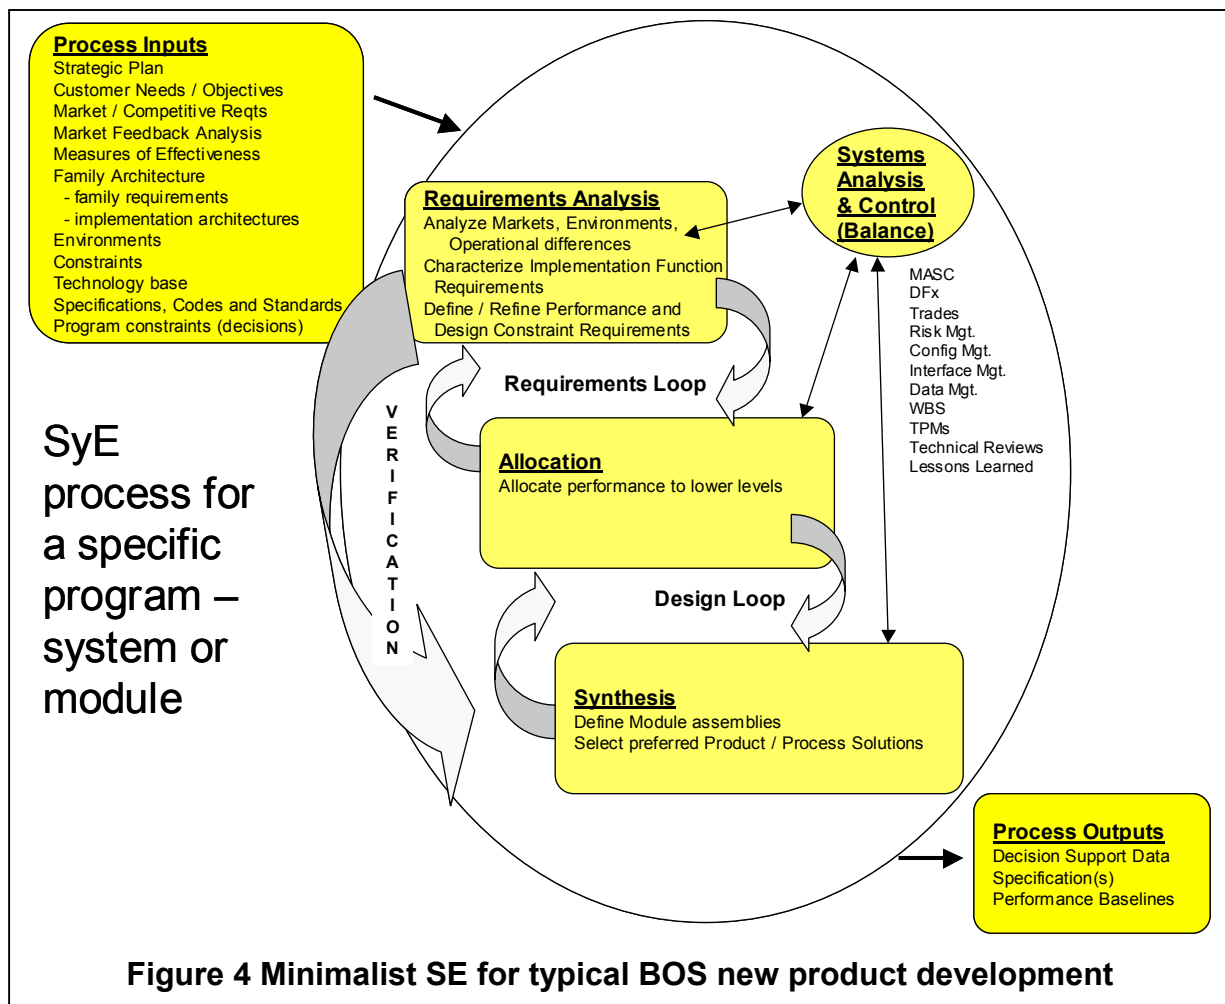 Process Inputs
Strategic Plan
Customer Needs / Objectives
Market / Competitive Reqts
Market Feedback Analysis
Measures of Effectiveness
Family Architecture
- family requirements
- implementation architectures
Environments
Constraints
Technology base
Specifications, Codes and Standards
Program constraints (decisions)
Systems
Analysis
& Control
(Balance)
Requirements Analysis
Analyze Markets, Environments,
Operational differences
Characterize Implementation Function
Requirements
Define / Refine Performance and
Design Constraint Requirements
MASC
DFx
Trades
Risk Mgt.
Config Mgt.
Interface Mgt.
Data Mgt.
WBS
TPMs
Technical Reviews
Lessons Learned
Requirements Loop
VERIFICATION
SyE
process for
a specific
program –
system or
module
Allocation
Allocate performance to lower levels
Design Loop
Synthesis
Define Module assemblies
Select preferred Product / Process Solutions
Process Outputs
Decision Support Data
Specification(s)
Performance Baselines
Figure 4 Minimalist SE for typical BOS new product development